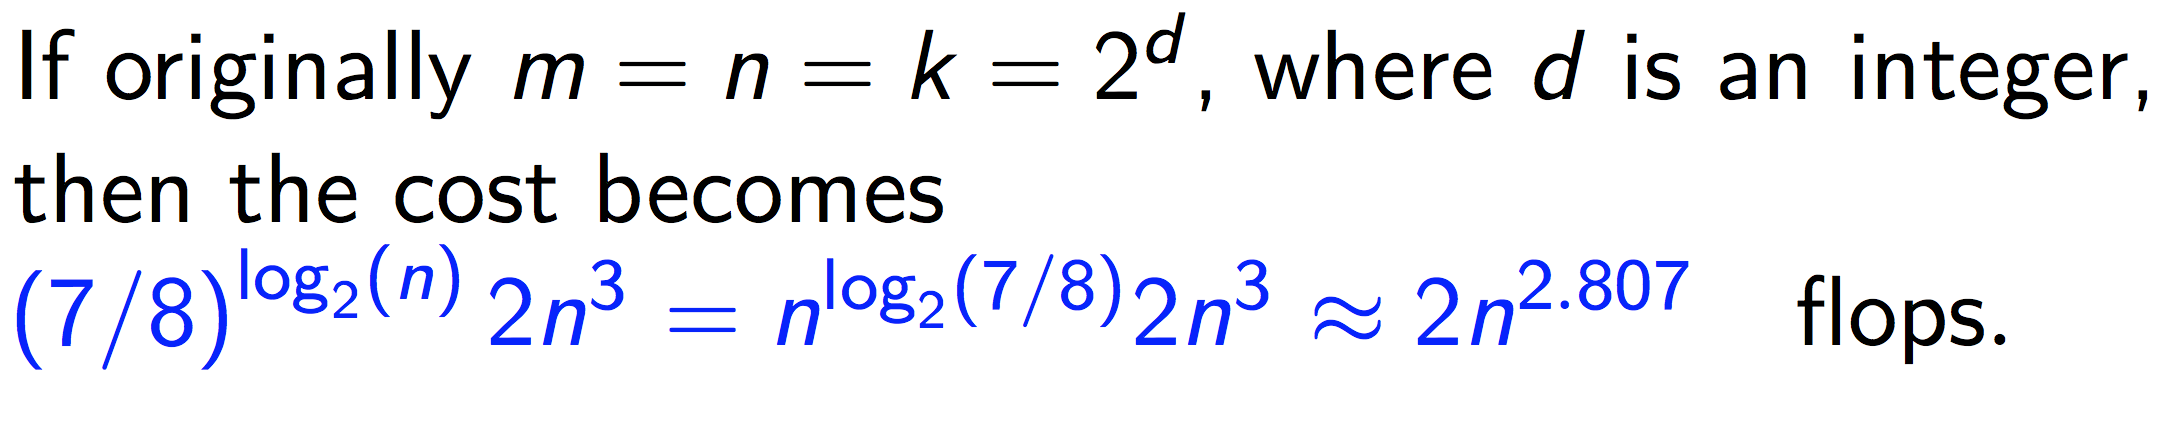 If originally m = n = k = 2^d, where d is an integer,
then the cost becomes
(7/8)^{log_2(n)} 2n^3 = n^{log_2(7/8)} 2n^3 ≈ 2n^{2.807} flops.